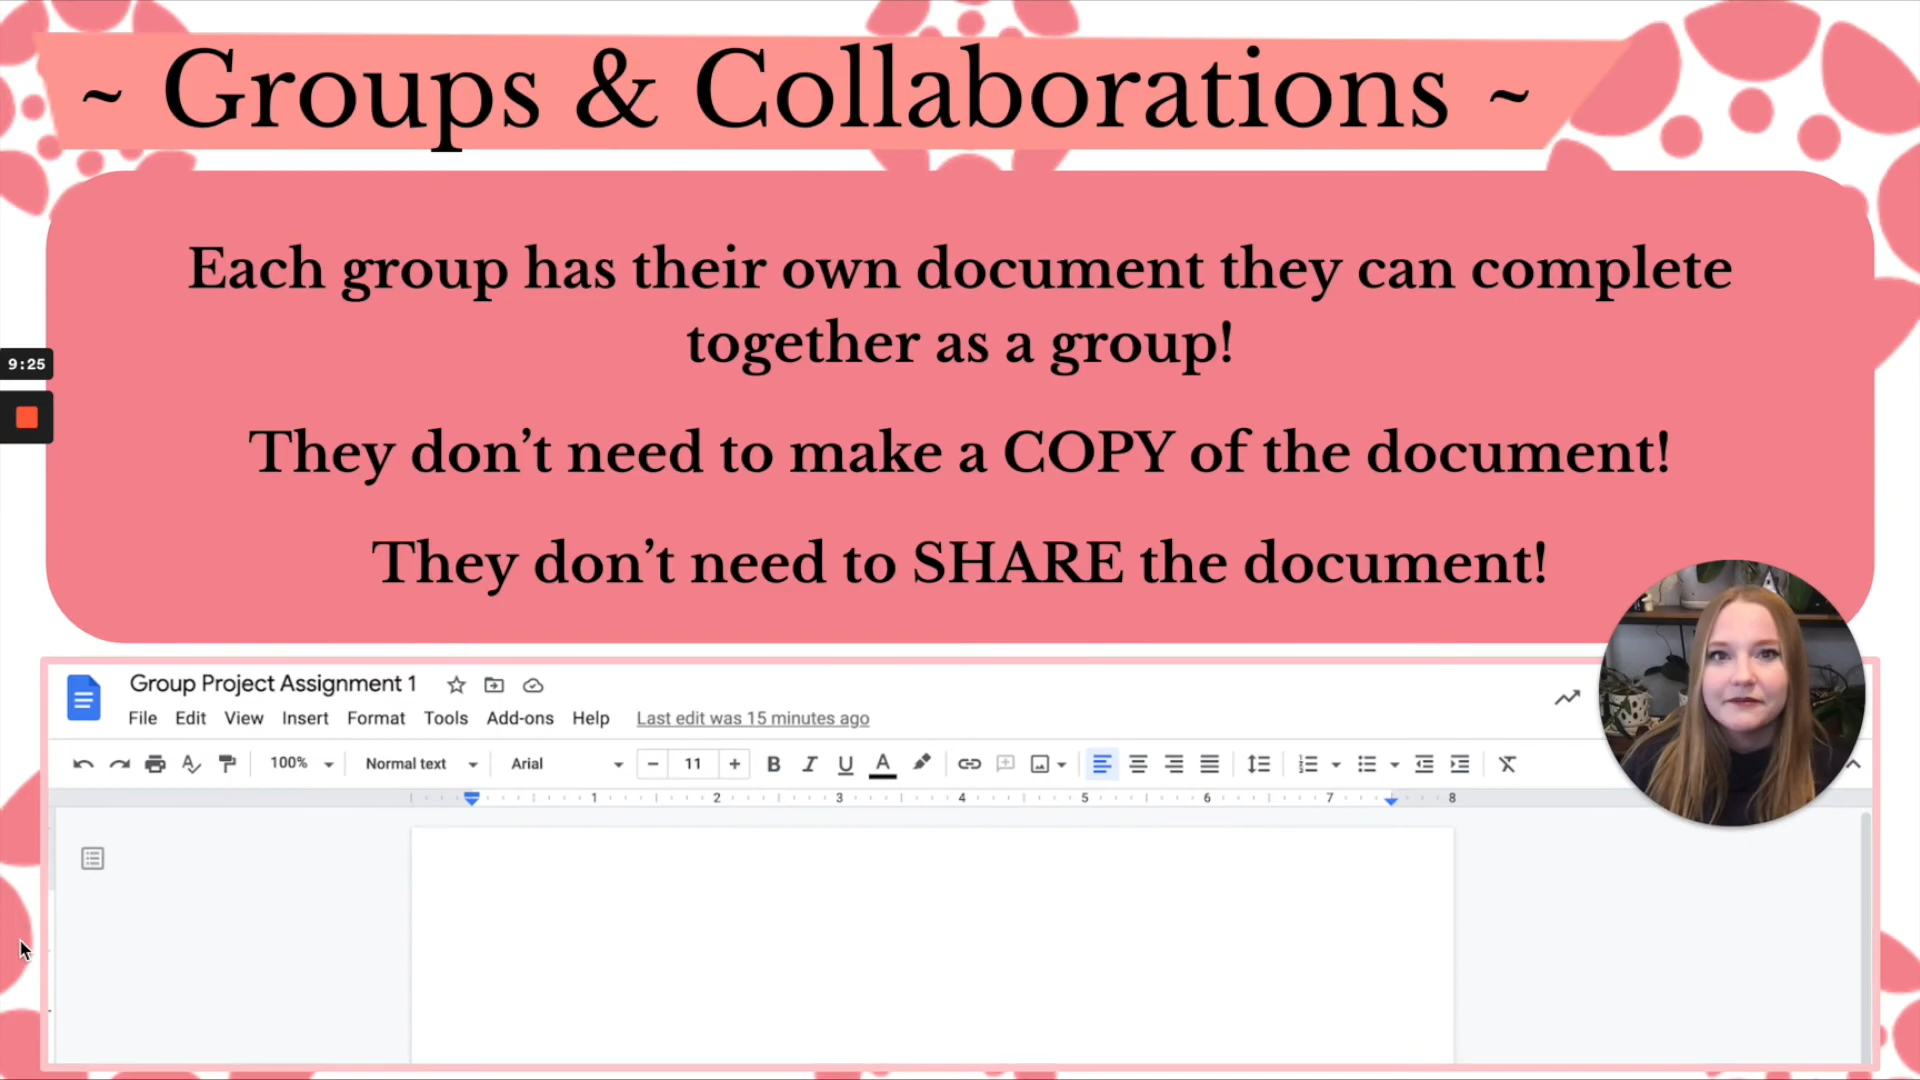 ~ Groups & Collaborations ~
Each group has their own document they can complete
together as a group!
They don’t need to make a COPY of the document!
They don’t need to SHARE the document!
9:25
Group Project Assignment 1
File Edit View Insert Format Tools Add-ons Help Last edit was 15 minutes ago
100% Normal text Arial − 11 + B I U A
1 2 3 4 5 6 7 8